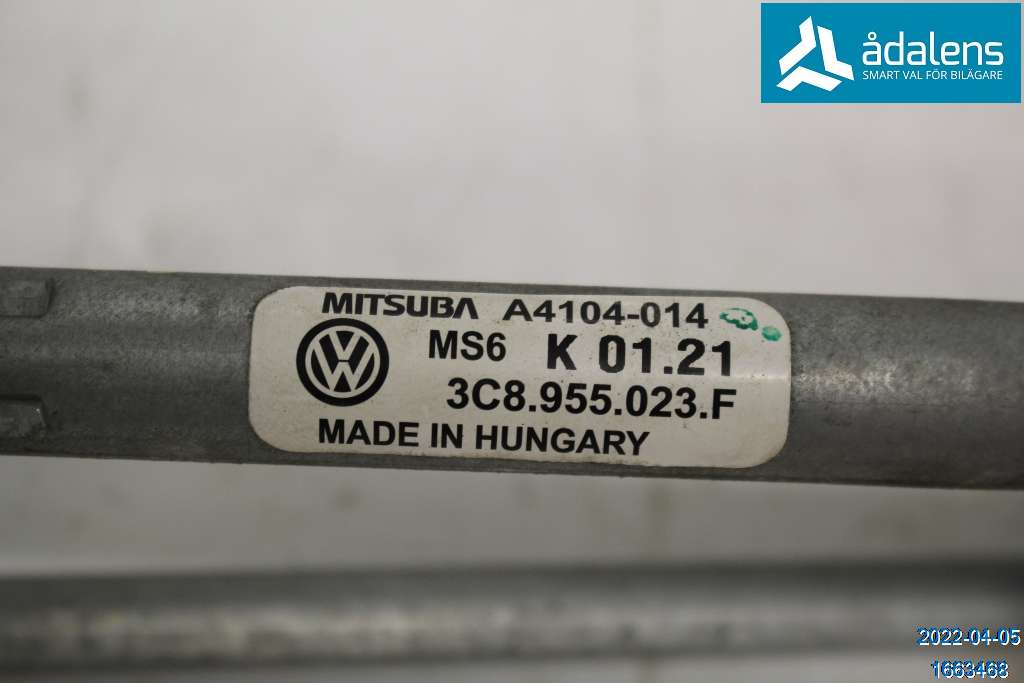 ådalens
SMART VAL FÖR BILÄGARE
MITSUBA A4104-014
MS6 K 01.21
3C8.955.023.F
MADE IN HUNGARY
2022-04-05
1663468